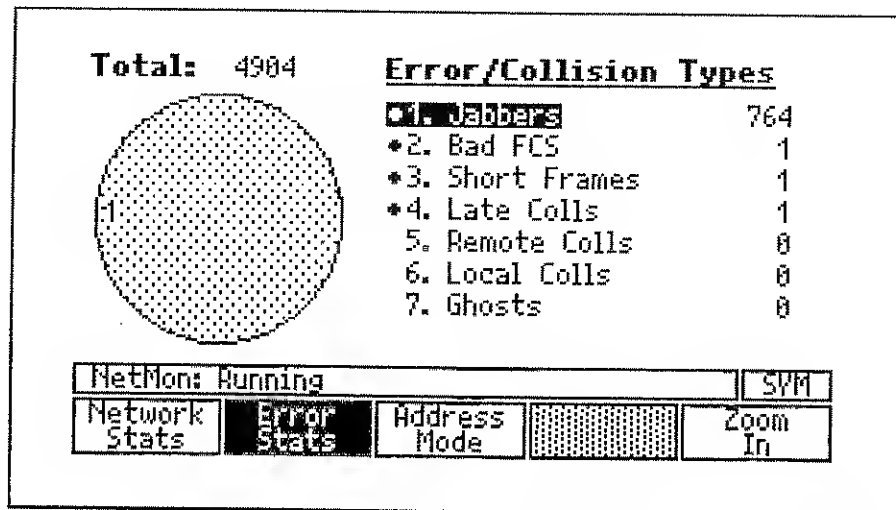 Total: 4904
Error/Collision Types
•1. Jabbers 764
•2. Bad FCS 1
•3. Short Frames 1
•4. Late Colls 1
5. Remote Colls 0
6. Local Colls 0
7. Ghosts 0
1
NetMon: Running SYM
Network Stats
Error Stats
Address Mode
Zoom In